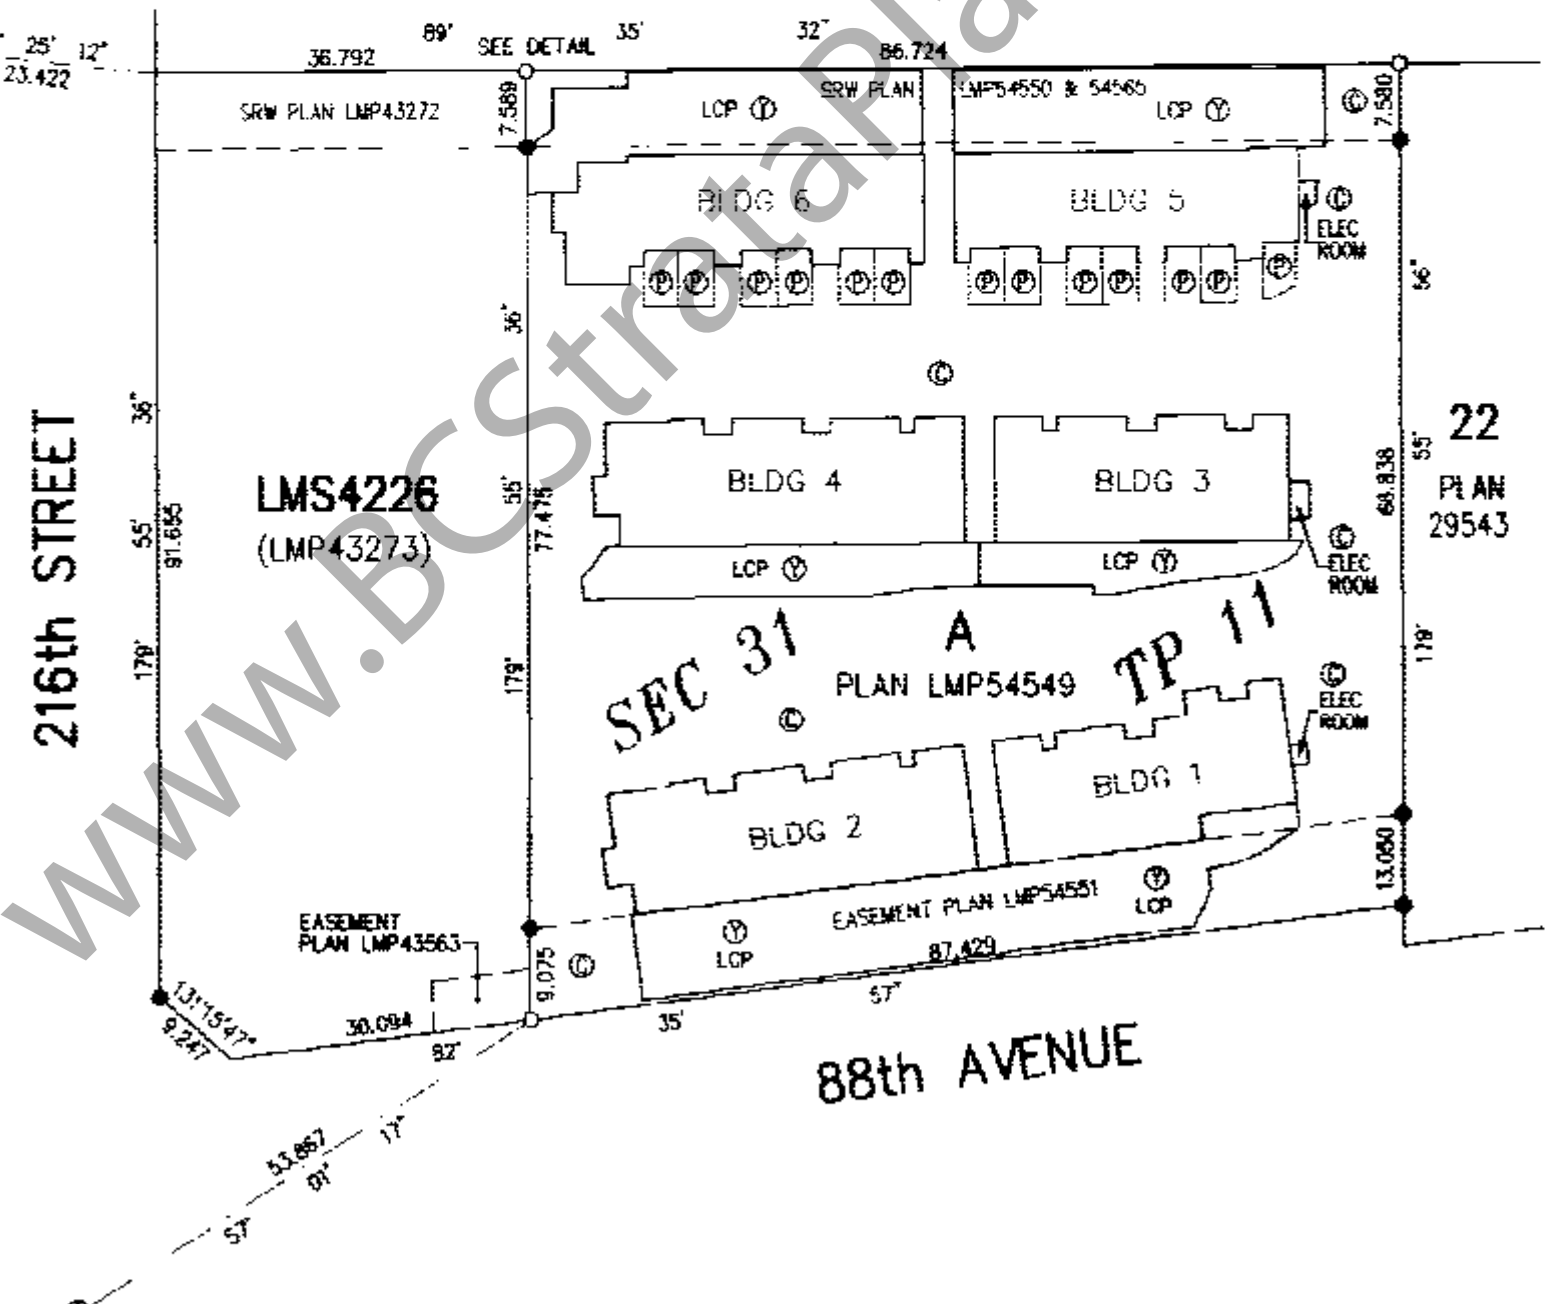 25' 12"
23.422
36.792
89°
SEE DETAIL
35'
32"
86.724
SRW PLAN LMP43272
7.589
LCP Ⓨ
SRW PLAN
LMP54550 & 54565
LCP Ⓨ
Ⓒ
7.580
BLDG 6
BLDG 5
Ⓒ
ELEC
ROOM
Ⓟ Ⓟ Ⓟ Ⓟ Ⓟ Ⓟ
Ⓟ Ⓟ Ⓟ Ⓟ Ⓟ Ⓟ Ⓟ
36"
36"
Ⓒ
216th STREET
36"
55'
91.655
179°
LMS4226
(LMP43273)
55'
77.475
179°
BLDG 4
BLDG 3
Ⓒ
ELEC
ROOM
LCP Ⓨ
LCP Ⓨ
68.838
55'
179°
22
PLAN
29543
SEC 31
A
TP 11
PLAN LMP54549
Ⓒ
Ⓒ
ELEC
ROOM
BLDG 2
BLDG 1
13.060
EASEMENT
PLAN LMP43563
9.075
Ⓒ
Ⓨ
LCP
EASEMENT PLAN LMP54551
Ⓨ
LCP
87.429
57"
35'
13°15'47"
9.247
30.094
82°
88th AVENUE
53.867
17"
01'
57°
www.BCStrataPla